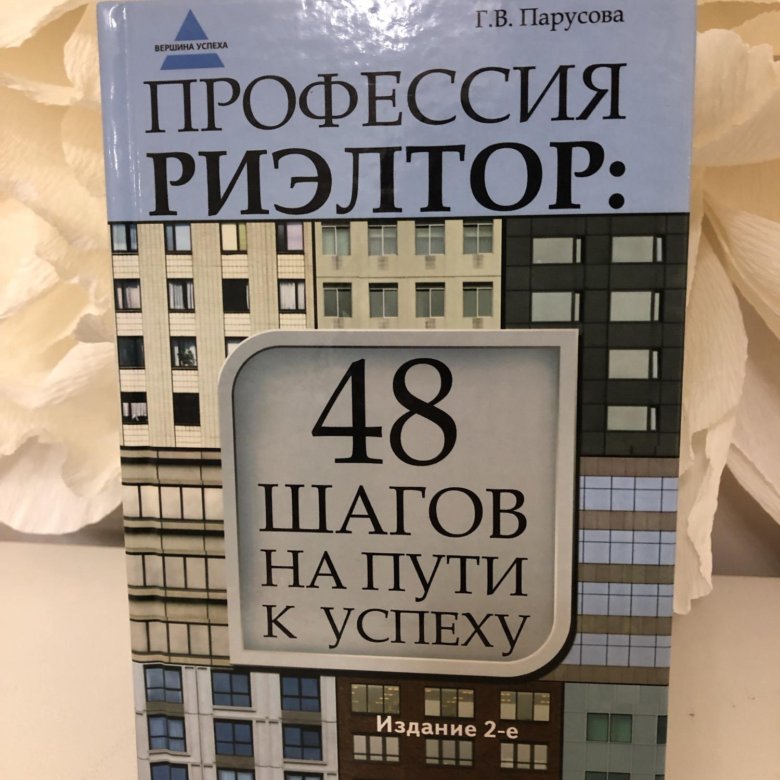 Г.В. Парусова
ВЕРШИНА УСПЕХА
ПРОФЕССИЯ
РИЭЛТОР:
48
ШАГОВ
НА ПУТИ
К УСПЕХУ
Издание 2-е